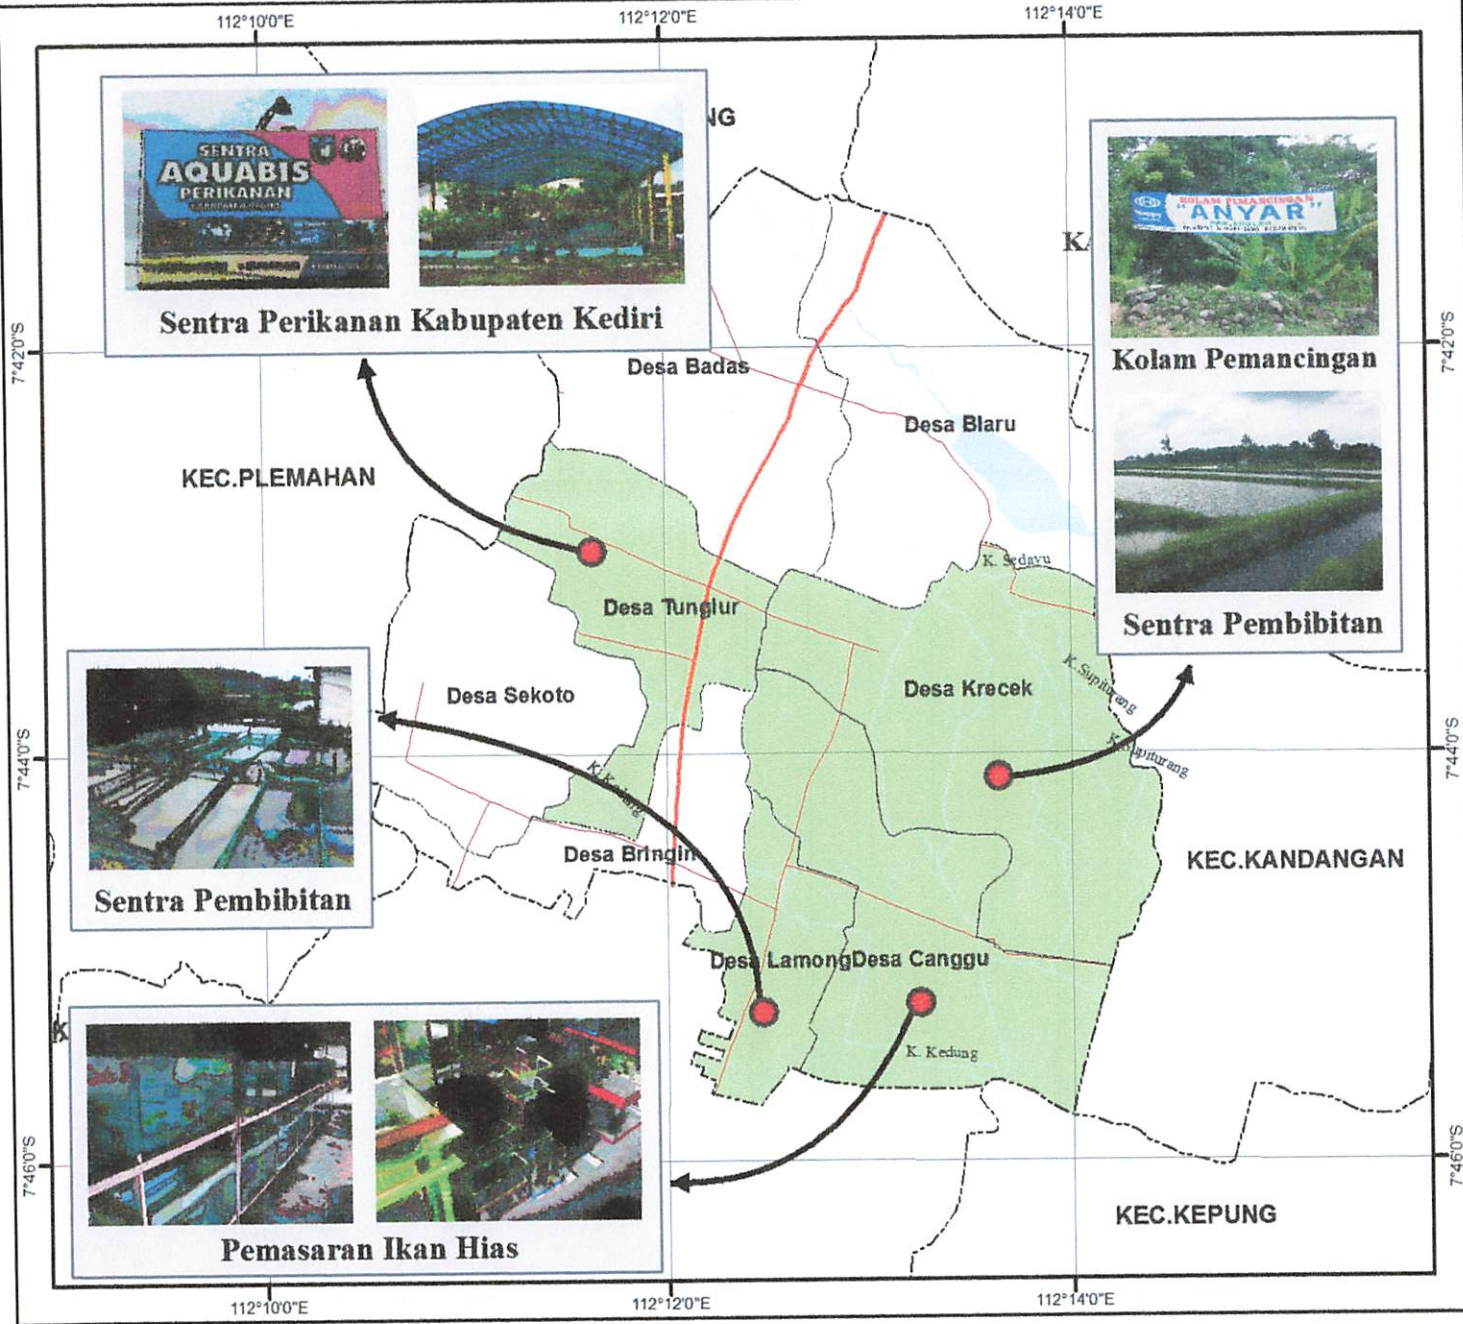 112°10'0"E
112°12'0"E
112°14'0"E
NG
SENTRA
AQUABIS
PERIKANAN
Sentra Perikanan Kabupaten Kediri
KOLAM PEMANCINGAN
"ANYAR"
KA
Kolam Pemancingan
7°42'0"S
7°42'0"S
Desa Badas
Desa Blaru
KEC.PLEMAHAN
K. Sedayu
Desa Tunglur
Sentra Pembibitan
K. Supiturang
Desa Sekoto
Desa Krecek
K. Supiturang
7°44'0"S
7°44'0"S
Desa Bringin
KEC.KANDANGAN
Sentra Pembibitan
Desa Lamong
Desa Canggu
K
K. Kedung
7°46'0"S
7°46'0"S
KEC.KEPUNG
Pemasaran Ikan Hias
112°10'0"E
112°12'0"E
112°14'0"E